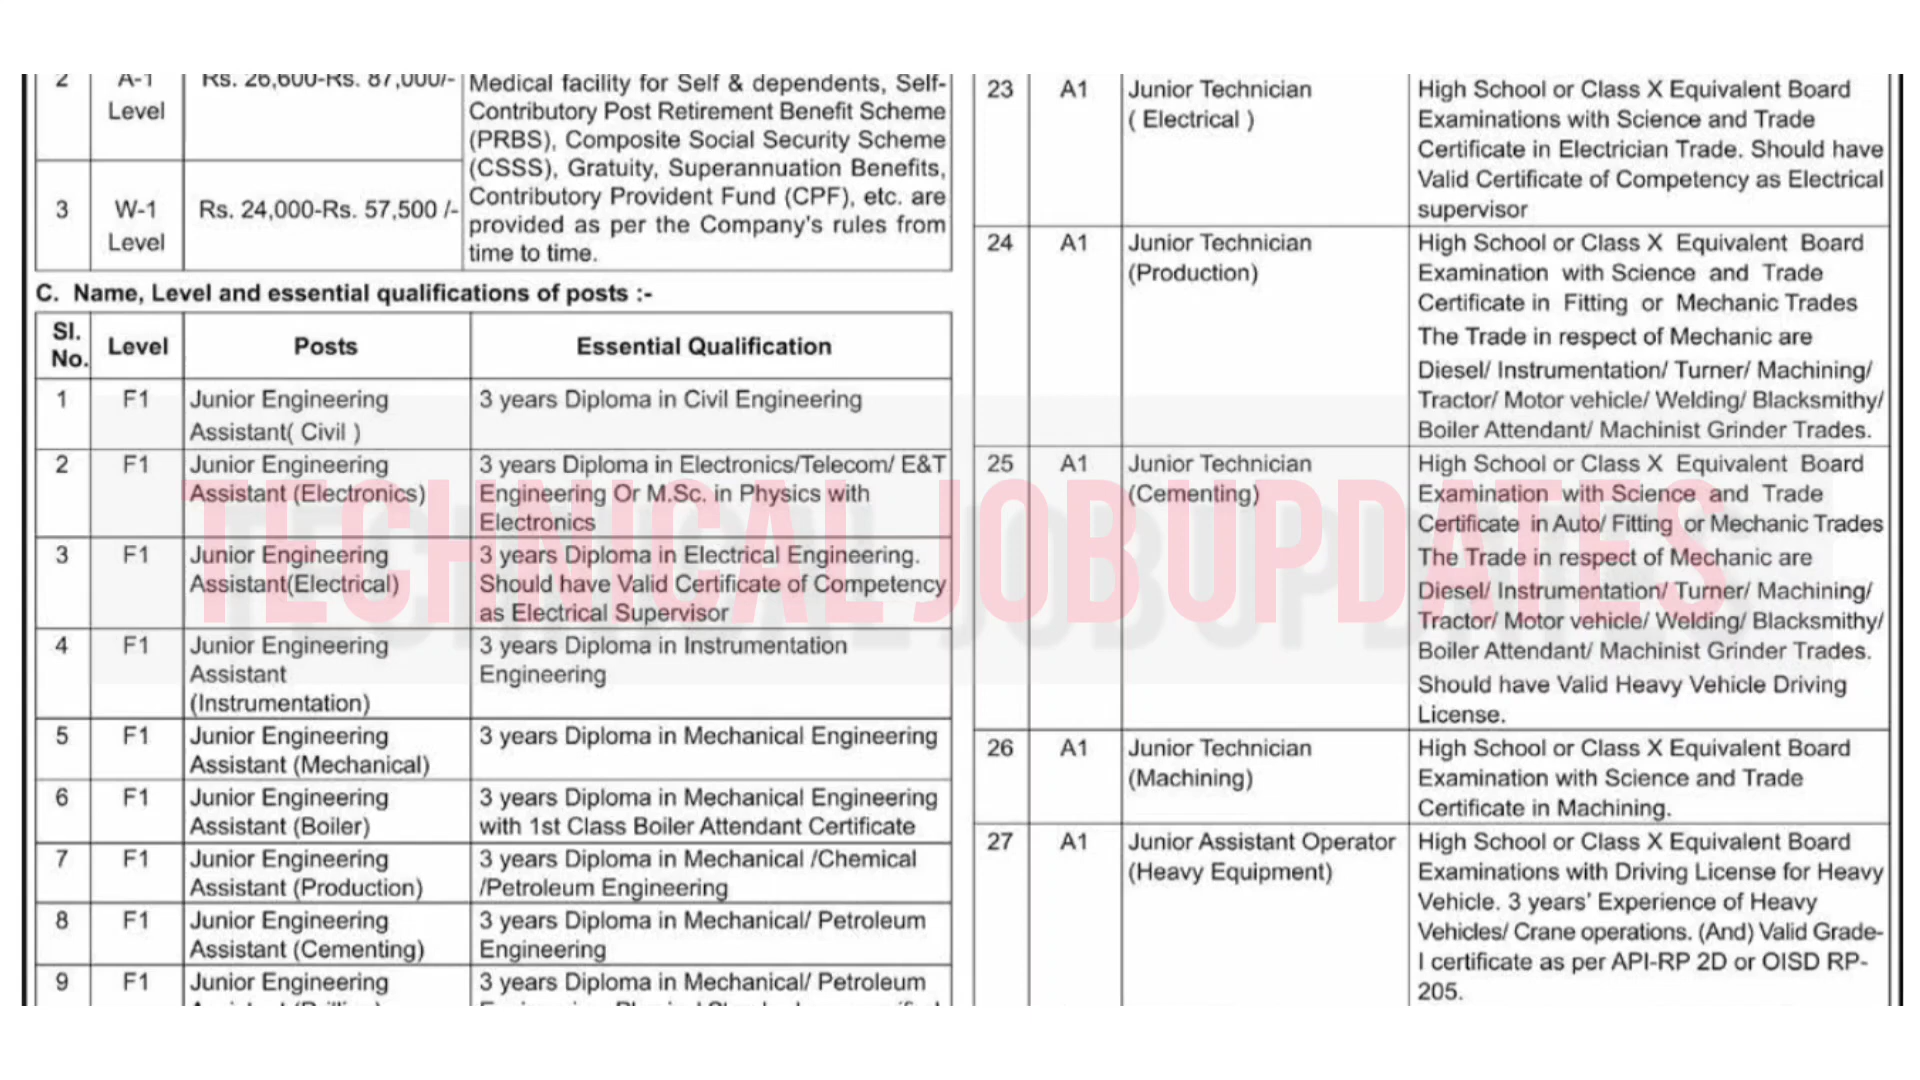 2 A-1 Rs. 26,600-Rs. 87,000/- Medical facility for Self & dependents, Self-
Level Contributory Post Retirement Benefit Scheme
(PRBS), Composite Social Security Scheme
(CSSS), Gratuity, Superannuation Benefits,
Contributory Provident Fund (CPF), etc. are
3 W-1 Rs. 24,000-Rs. 57,500 /- provided as per the Company's rules from
Level time to time.
C. Name, Level and essential qualifications of posts :-
Sl. No. Level Posts Essential Qualification
1 F1 Junior Engineering 3 years Diploma in Civil Engineering
Assistant( Civil )
2 F1 Junior Engineering 3 years Diploma in Electronics/Telecom/ E&T
Assistant (Electronics) Engineering Or M.Sc. in Physics with
Electronics
3 F1 Junior Engineering 3 years Diploma in Electrical Engineering.
Assistant(Electrical) Should have Valid Certificate of Competency
as Electrical Supervisor
4 F1 Junior Engineering 3 years Diploma in Instrumentation
Assistant Engineering
(Instrumentation)
5 F1 Junior Engineering 3 years Diploma in Mechanical Engineering
Assistant (Mechanical)
6 F1 Junior Engineering 3 years Diploma in Mechanical Engineering
Assistant (Boiler) with 1st Class Boiler Attendant Certificate
7 F1 Junior Engineering 3 years Diploma in Mechanical /Chemical
Assistant (Production) /Petroleum Engineering
8 F1 Junior Engineering 3 years Diploma in Mechanical/ Petroleum
Assistant (Cementing) Engineering
9 F1 Junior Engineering 3 years Diploma in Mechanical/ Petroleum
23 A1 Junior Technician High School or Class X Equivalent Board
( Electrical ) Examinations with Science and Trade
Certificate in Electrician Trade. Should have
Valid Certificate of Competency as Electrical
supervisor
24 A1 Junior Technician High School or Class X Equivalent Board
(Production) Examination with Science and Trade
Certificate in Fitting or Mechanic Trades
The Trade in respect of Mechanic are
Diesel/ Instrumentation/ Turner/ Machining/
Tractor/ Motor vehicle/ Welding/ Blacksmithy/
Boiler Attendant/ Machinist Grinder Trades.
25 A1 Junior Technician High School or Class X Equivalent Board
(Cementing) Examination with Science and Trade
Certificate in Auto/ Fitting or Mechanic Trades
The Trade in respect of Mechanic are
Diesel/ Instrumentation/ Turner/ Machining/
Tractor/ Motor vehicle/ Welding/ Blacksmithy/
Boiler Attendant/ Machinist Grinder Trades.
Should have Valid Heavy Vehicle Driving
License.
26 A1 Junior Technician High School or Class X Equivalent Board
(Machining) Examination with Science and Trade
Certificate in Machining.
27 A1 Junior Assistant Operator High School or Class X Equivalent Board
(Heavy Equipment) Examinations with Driving License for Heavy
Vehicle. 3 years' Experience of Heavy
Vehicles/ Crane operations. (And) Valid Grade-
I certificate as per API-RP 2D or OISD RP-
205.
TECHNICAL JOB UPDATES